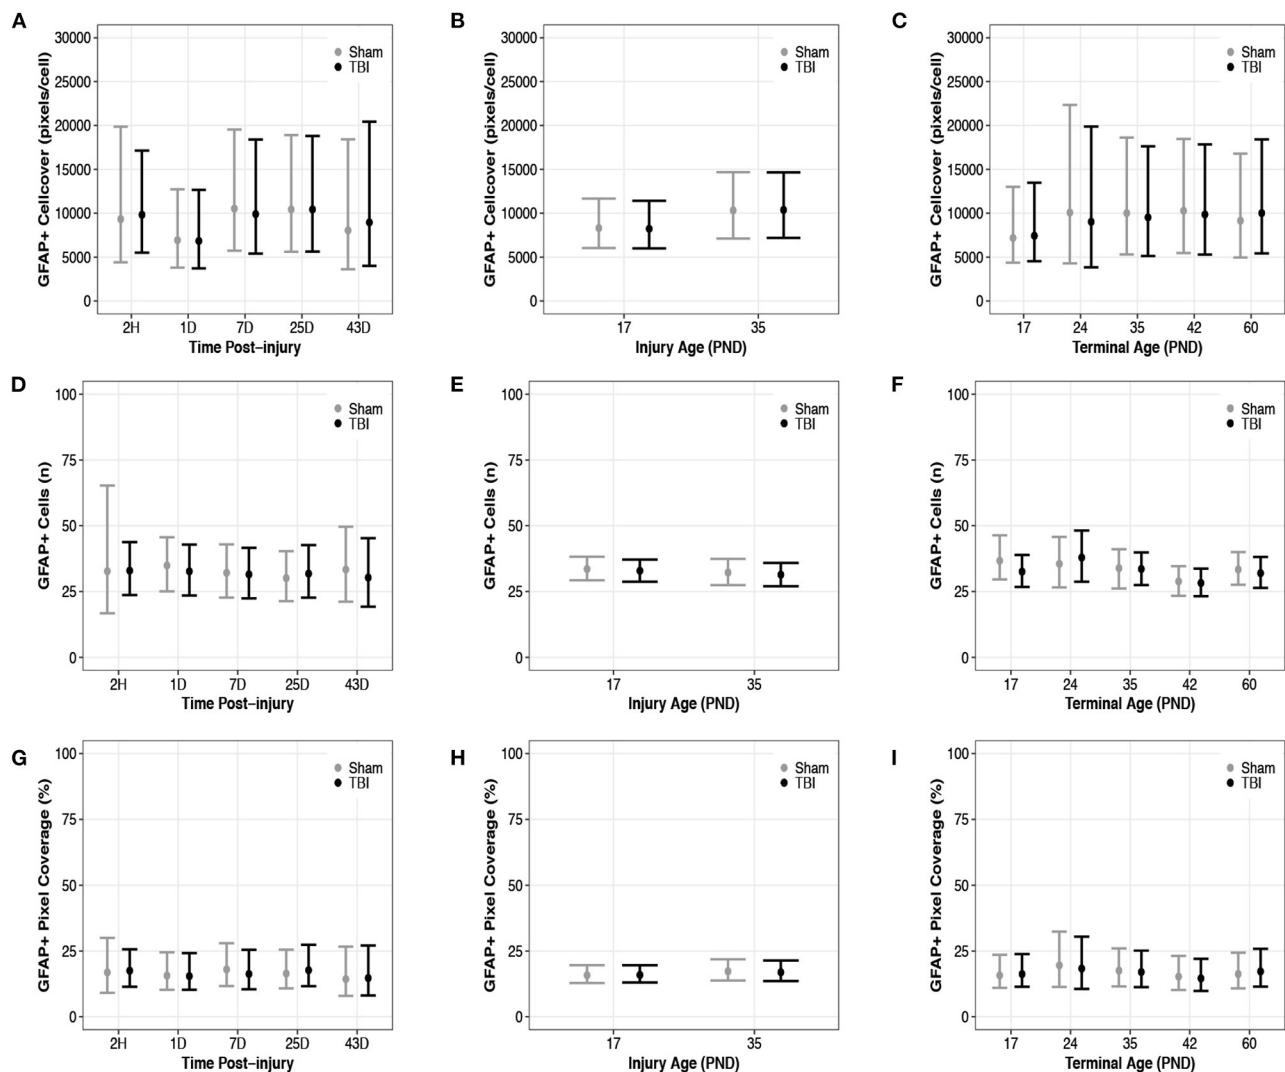 A
GFAP+ Cellcover (pixels/cell)
30000
25000
20000
15000
10000
5000
0
Sham
TBI
2H 1D 7D 25D 43D
Time Post–injury
B
GFAP+ Cellcover (pixels/cell)
30000
25000
20000
15000
10000
5000
0
Sham
TBI
17 35
Injury Age (PND)
C
GFAP+ Cellcover (pixels/cell)
30000
25000
20000
15000
10000
5000
0
Sham
TBI
17 24 35 42 60
Terminal Age (PND)
D
GFAP+ Cells (n)
100
75
50
25
0
Sham
TBI
2H 1D 7D 25D 43D
Time Post–injury
E
GFAP+ Cells (n)
100
75
50
25
0
Sham
TBI
17 35
Injury Age (PND)
F
GFAP+ Cells (n)
100
75
50
25
0
Sham
TBI
17 24 35 42 60
Terminal Age (PND)
G
GFAP+ Pixel Coverage (%)
100
75
50
25
0
Sham
TBI
2H 1D 7D 25D 43D
Time Post–injury
H
GFAP+ Pixel Coverage (%)
100
75
50
25
0
Sham
TBI
17 35
Injury Age (PND)
I
GFAP+ Pixel Coverage (%)
100
75
50
25
0
Sham
TBI
17 24 35 42 60
Terminal Age (PND)